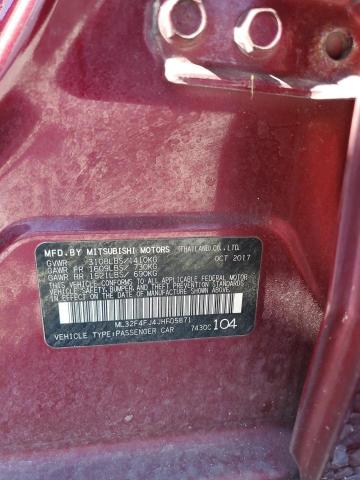 MFD.BY MITSUBISHI MOTORS (THAILAND)CO.,LTD.
GVWR 3108LBS/1410KG OCT 2017
GAWR FR 1609LBS/ 730KG
GAWR RR 1521LBS/ 690KG
THIS VEHICLE CONFORMS TO ALL APPLICABLE FEDERAL MOTOR VEHICLE
SAFETY,BUMPER,AND THEFT PREVENTION STANDARDS IN EFFECT ON THE
DATE OF MANUFACTURE SHOWN ABOVE.
ML32F4FJ4JHF05871
VEHICLE TYPE:PASSENGER CAR 7430C 104